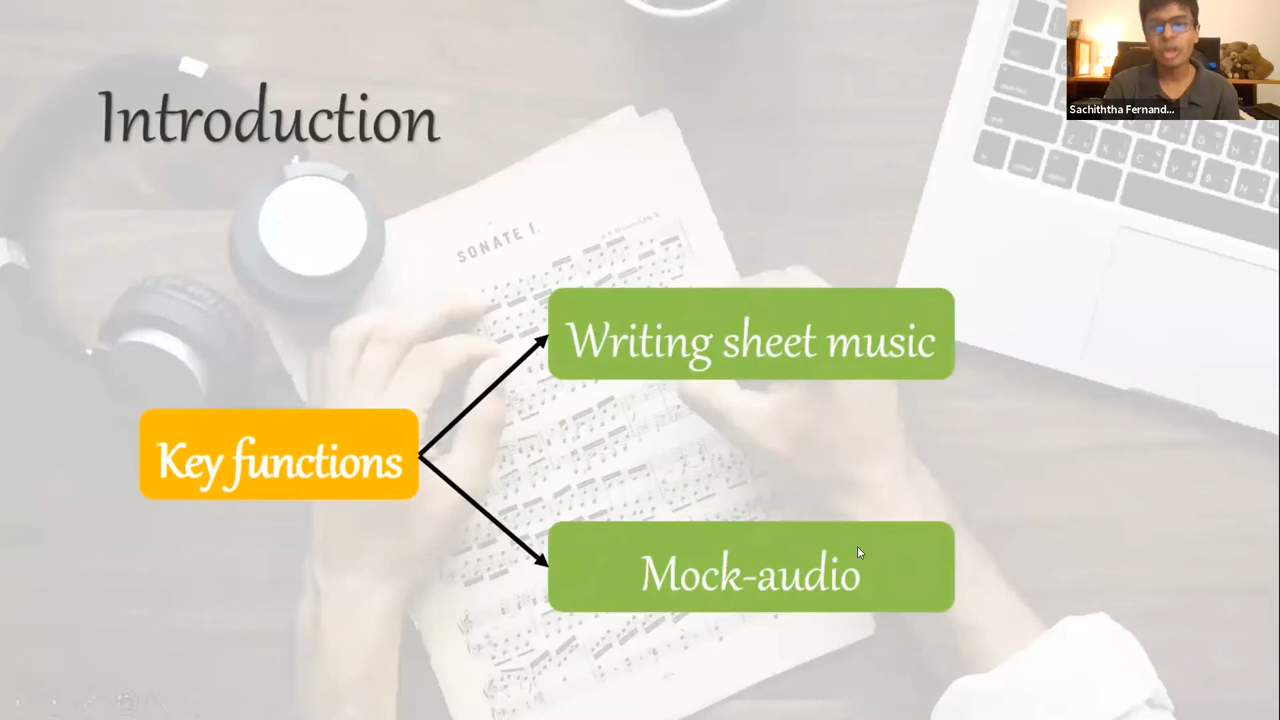 Introduction
Sachiththa Fernand...
SONATE I.
Writing sheet music
Key functions
Mock-audio